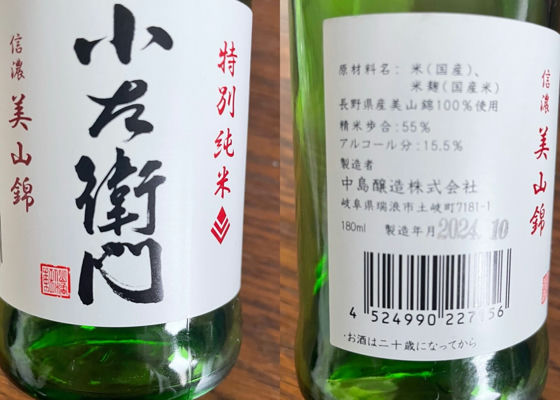 特別純米
小左衛門
信濃
美山錦
原材料名：米（国産）、
米麹（国産米）
長野県産美山錦100％使用
精米歩合：55％
アルコール分：15.5％
製造者
中島醸造株式会社
岐阜県瑞浪市土岐町7181-1
180ml 製造年月 2024.10
4 524990 227156
・お酒は二十歳になってから
信濃
美山錦